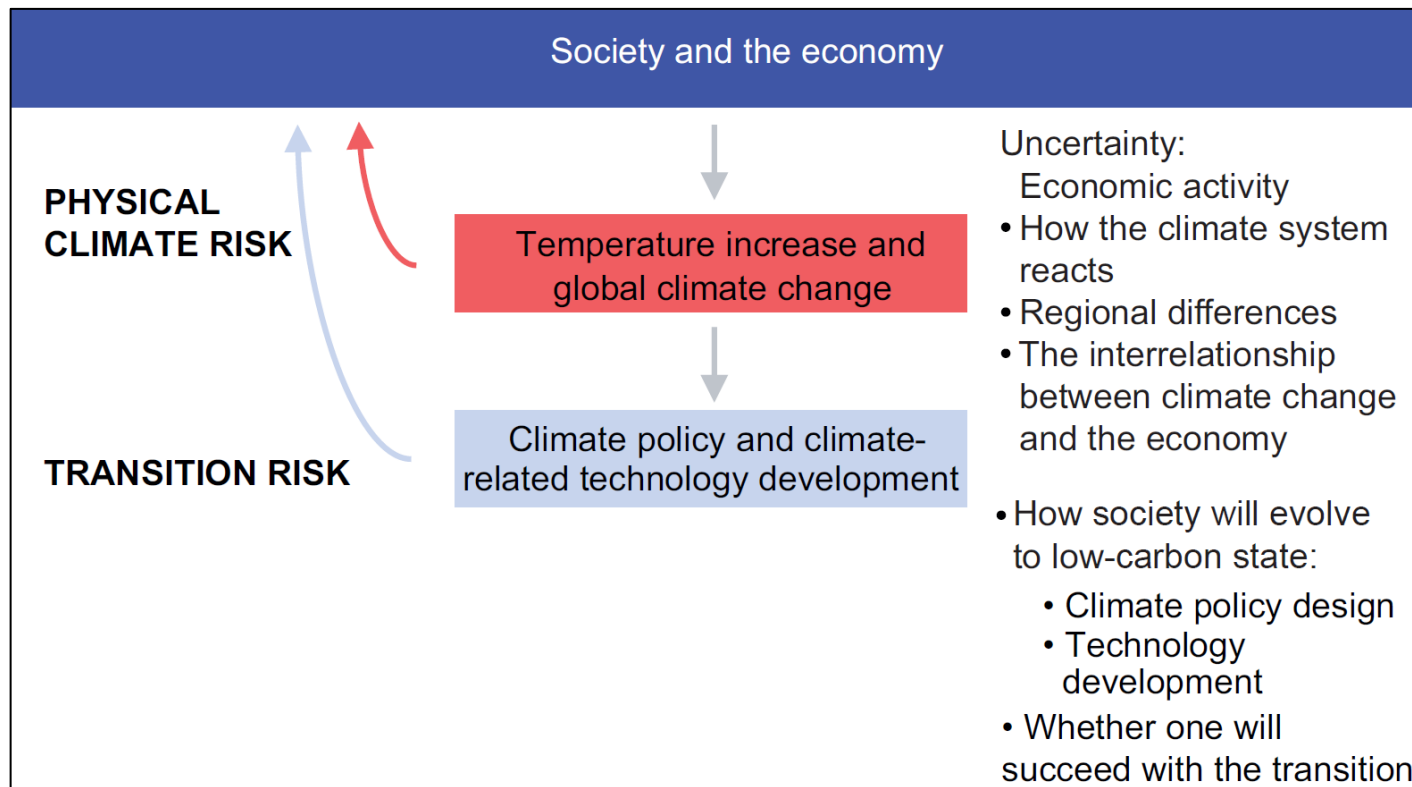 Society and the economy
PHYSICAL
CLIMATE RISK
Temperature increase and
global climate change
TRANSITION RISK
Climate policy and climate-
related technology development
Uncertainty:
Economic activity
• How the climate system
reacts
• Regional differences
• The interrelationship
between climate change
and the economy
• How society will evolve
to low-carbon state:
• Climate policy design
• Technology
development
• Whether one will
succeed with the transition